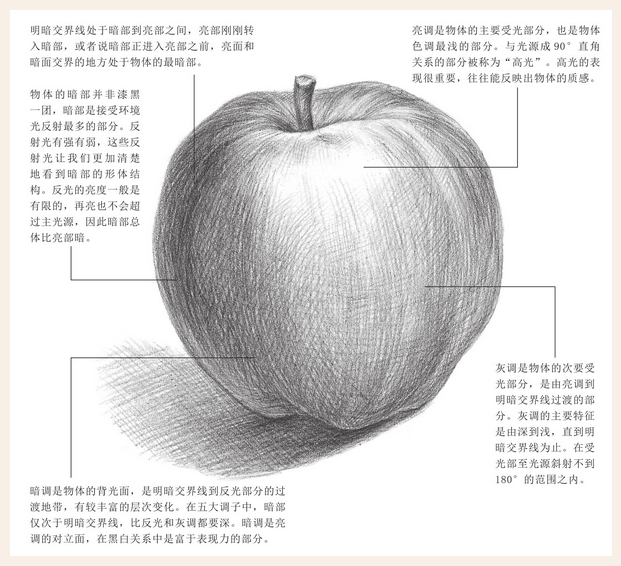 明暗交界线处于暗部到亮部之间，亮部刚刚转
入暗部，或者说暗部正进入亮部之前，亮面和
暗面交界的地方处于物体的最暗部。
物体的暗部并非漆黑
一团，暗部是接受环境
光反射最多的部分。反
射光有强有弱，这些反
射光让我们更加清楚
地看到暗部的形体结
构。反光的亮度一般是
有限的，再亮也不会超
过主光源，因此暗部总
体比亮部暗。
亮调是物体的主要受光部分，也是物体
色调最浅的部分。与光源成 90° 直角
关系的部分被称为“高光”。高光的表
现很重要，往往能反映出物体的质感。
灰调是物体的次要受
光部分，是由亮调到
明暗交界线过渡的部
分。灰调的主要特征
是由深到浅，直到明
暗交界线为止。在受
光部至光源斜射不到
180° 的范围之内。
暗调是物体的背光面，是明暗交界线到反光部分的过
渡地带，有较丰富的层次变化。在五大调子中，暗部
仅次于明暗交界线，比反光和灰调都要深。暗调是亮
调的对立面，在黑白关系中是富于表现力的部分。